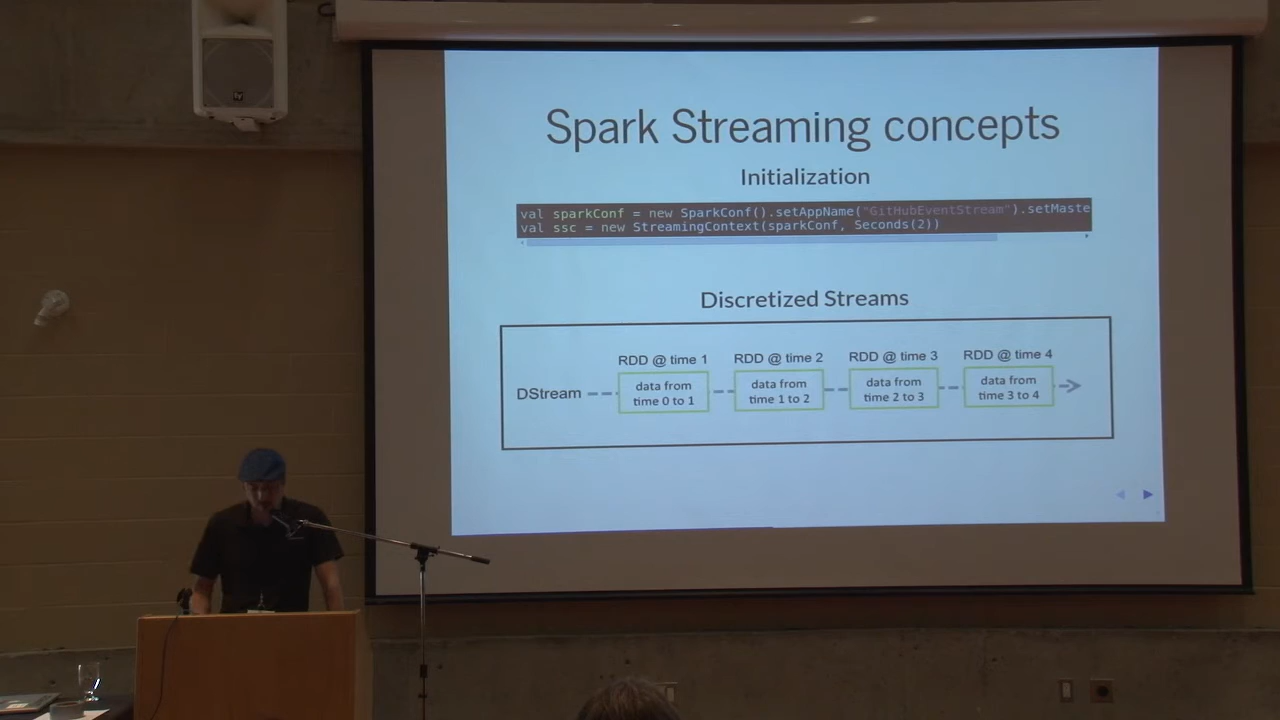 Spark Streaming concepts
Initialization
val sparkConf = new SparkConf().setAppName("GitHubEventStream").setMaste
val ssc = new StreamingContext(sparkConf, Seconds(2))
Discretized Streams
RDD @ time 1 RDD @ time 2 RDD @ time 3 RDD @ time 4
DStream
data from
time 0 to 1
data from
time 1 to 2
data from
time 2 to 3
data from
time 3 to 4